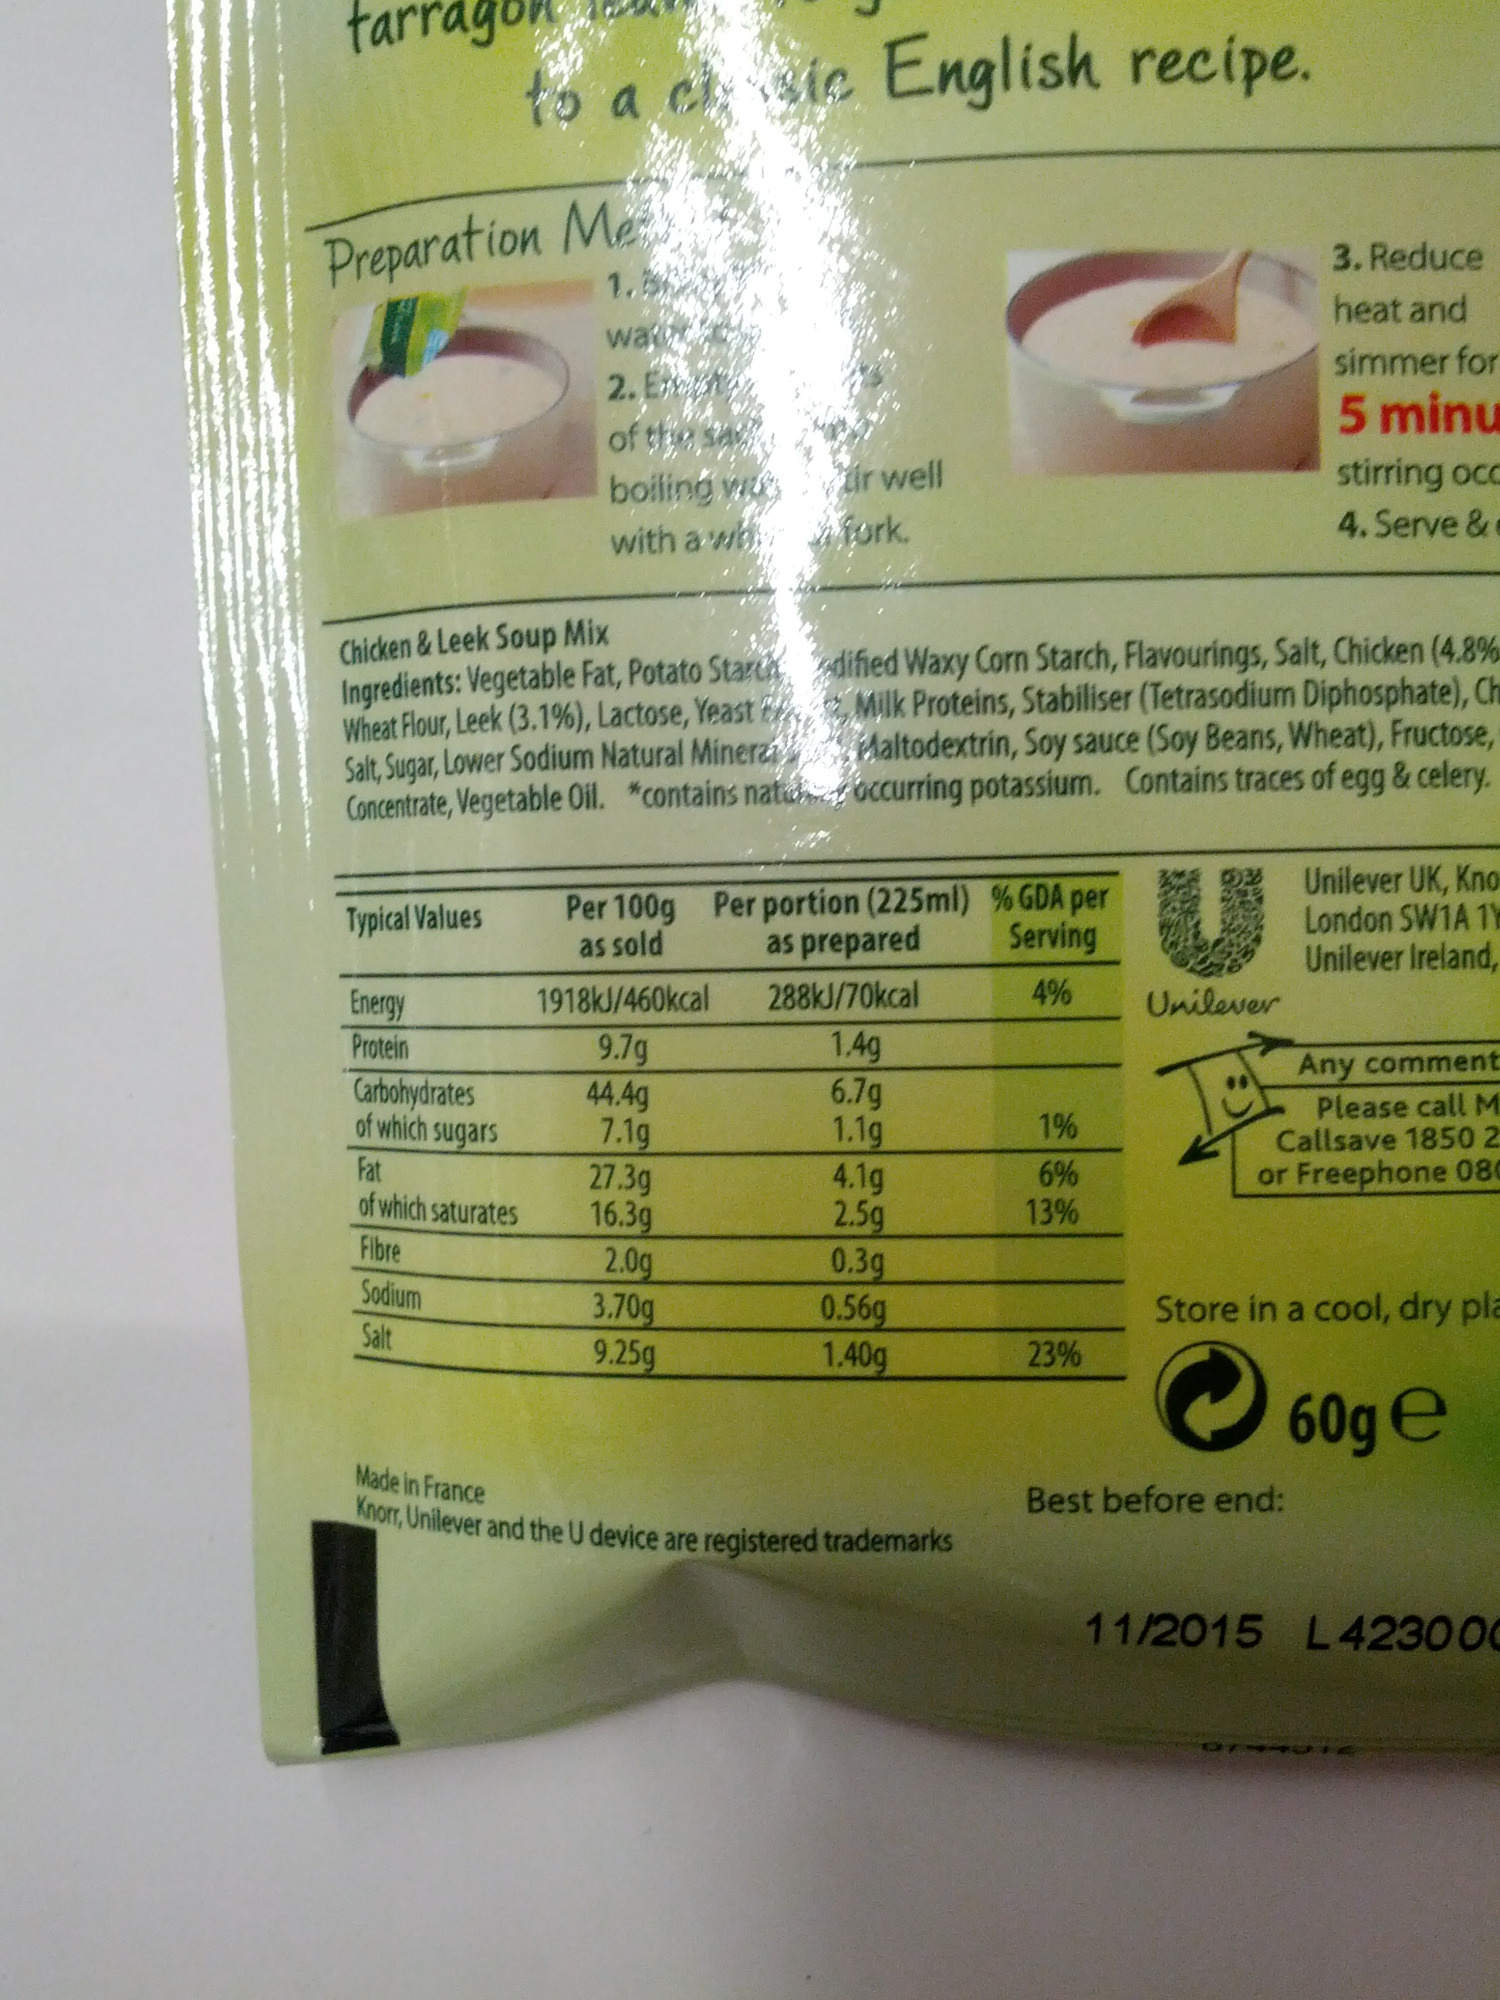 tarragon
to a classic English recipe.
Preparation
1.
2.
of the
boiling stir well
with a fork.
3. Reduce
heat and
simmer for
5 minu
stirring occ
4. Serve &
Chicken & Leek Soup Mix
Ingredients: Vegetable Fat, Potato Starch, Modified Waxy Corn Starch, Flavourings, Salt, Chicken (4.8%
Wheat Flour, Leek (3.1%), Lactose, Yeast Milk Proteins, Stabiliser (Tetrasodium Diphosphate), Ch
Salt, Sugar, Lower Sodium Natural Mineral Maltodextrin, Soy sauce (Soy Beans, Wheat), Fructose,
Concentrate, Vegetable Oil. *contains naturally occurring potassium. Contains traces of egg & celery.
Typical Values Per 100g as sold Per portion (225ml) as prepared % GDA per Serving
Energy 1918kJ/460kcal 288kJ/70kcal 4%
Protein 9.7g 1.4g
Carbohydrates 44.4g 6.7g
of which sugars 7.1g 1.1g 1%
Fat 27.3g 4.1g 6%
of which saturates 16.3g 2.5g 13%
Fibre 2.0g 0.3g
Sodium 3.70g 0.56g
Salt 9.25g 1.40g 23%
Unilever
Unilever UK, Kno
London SW1A 1Y
Unilever Ireland,
Any comment
Please call M
Callsave 1850 2
or Freephone 080
Store in a cool, dry pla
60g e
Made in France
Knorr, Unilever and the U device are registered trademarks
Best before end:
11/2015 L42300